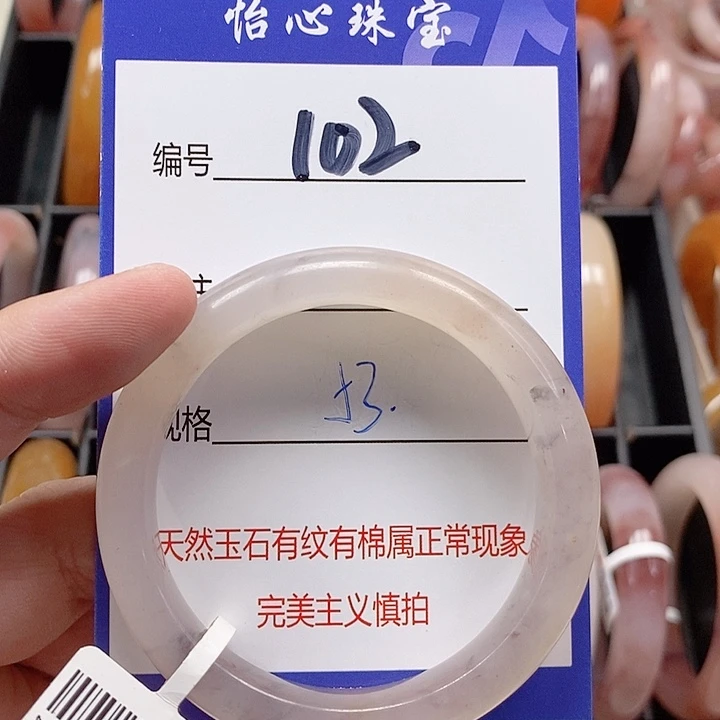 怡心珠宝
编号 102
规格 53.
天然玉石有纹有棉属正常现象
完美主义慎拍